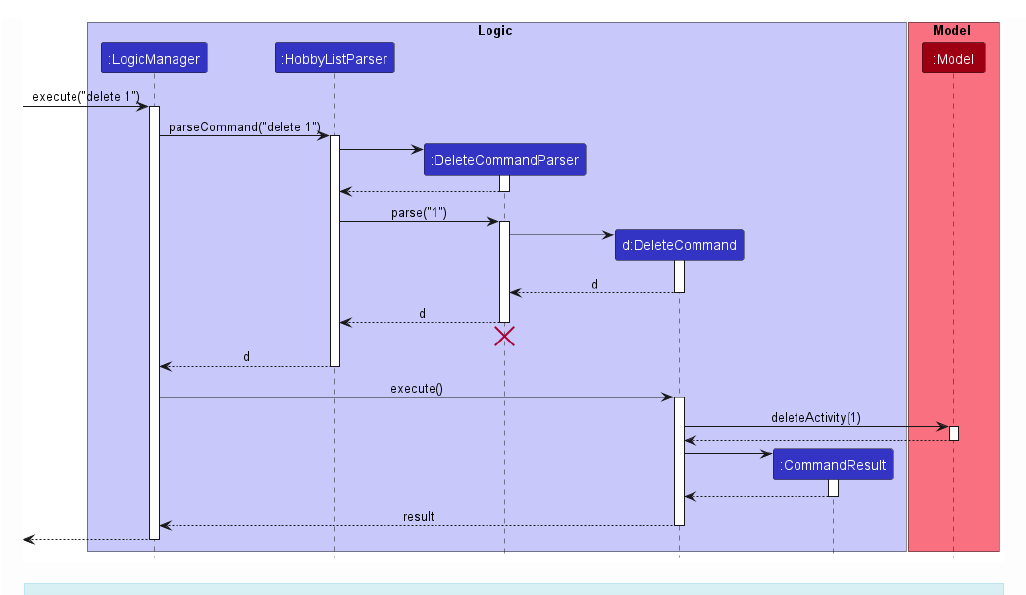 Logic
Model
:LogicManager
:HobbyListParser
:Model
execute("delete 1")
parseCommand("delete 1")
:DeleteCommandParser
parse("1")
d:DeleteCommand
d
d
d
execute()
deleteActivity(1)
:CommandResult
result